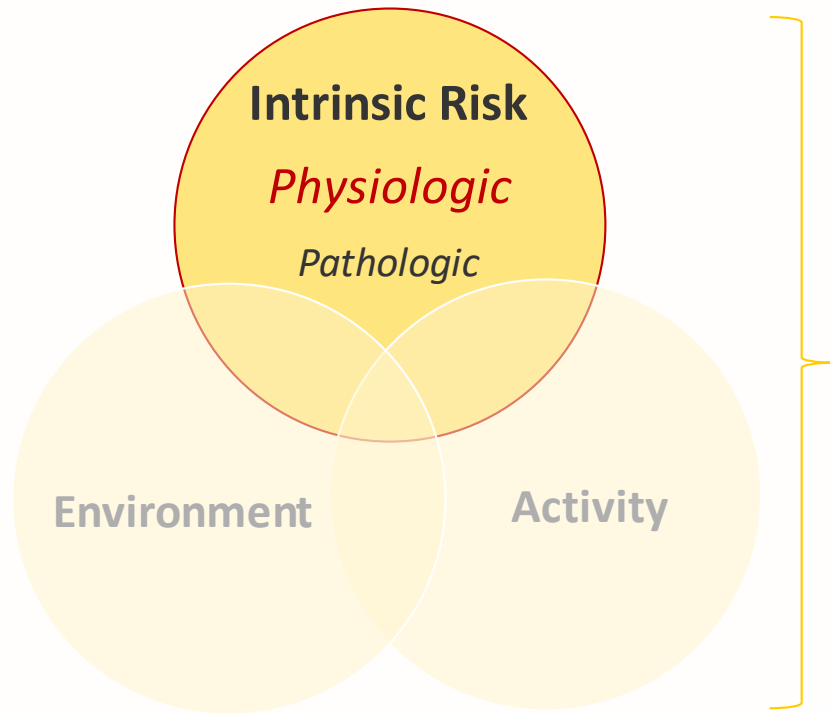 Intrinsic Risk
Physiologic
Pathologic
Environment
Activity